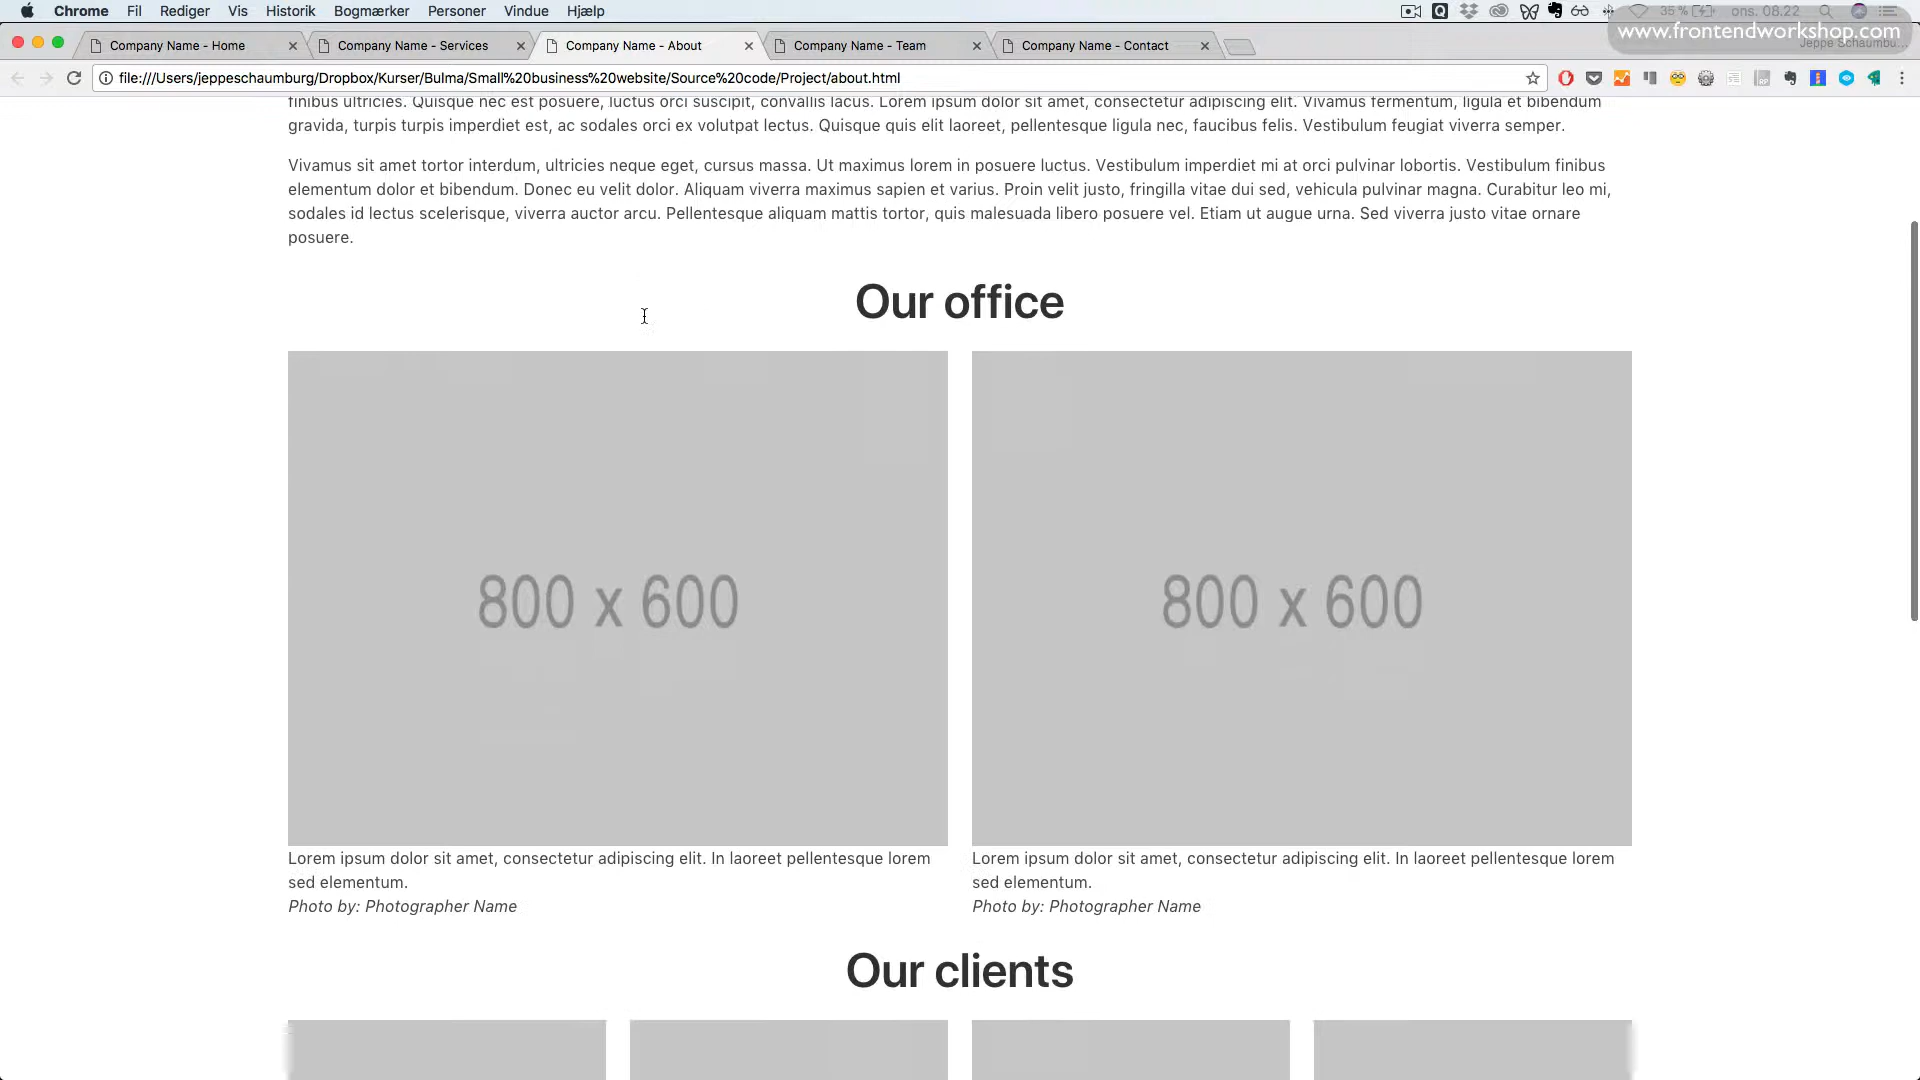 Chrome Fil Rediger Vis Historik Bogmærker Personer Vindue Hjælp 35 % ons. 08.22
www.frontendworkshop.com
Company Name - Home Company Name - Services Company Name - About Company Name - Team Company Name - Contact Jeppe Schaumbu...
file:///Users/jeppeschaumburg/Dropbox/Kurser/Bulma/Small%20business%20website/Source%20code/Project/about.html
finibus ultricies. Quisque nec est posuere, luctus orci suscipit, convallis lacus. Lorem ipsum dolor sit amet, consectetur adipiscing elit. Vivamus fermentum, ligula et bibendum
gravida, turpis turpis imperdiet est, ac sodales orci ex volutpat lectus. Quisque quis elit laoreet, pellentesque ligula nec, faucibus felis. Vestibulum feugiat viverra semper.
Vivamus sit amet tortor interdum, ultricies neque eget, cursus massa. Ut maximus lorem in posuere luctus. Vestibulum imperdiet mi at orci pulvinar lobortis. Vestibulum finibus
elementum dolor et bibendum. Donec eu velit dolor. Aliquam viverra maximus sapien et varius. Proin velit justo, fringilla vitae dui sed, vehicula pulvinar magna. Curabitur leo mi,
sodales id lectus scelerisque, viverra auctor arcu. Pellentesque aliquam mattis tortor, quis malesuada libero posuere vel. Etiam ut augue urna. Sed viverra justo vitae ornare
posuere.
Our office
800 x 600
800 x 600
Lorem ipsum dolor sit amet, consectetur adipiscing elit. In laoreet pellentesque lorem
sed elementum.
Photo by: Photographer Name
Lorem ipsum dolor sit amet, consectetur adipiscing elit. In laoreet pellentesque lorem
sed elementum.
Photo by: Photographer Name
Our clients